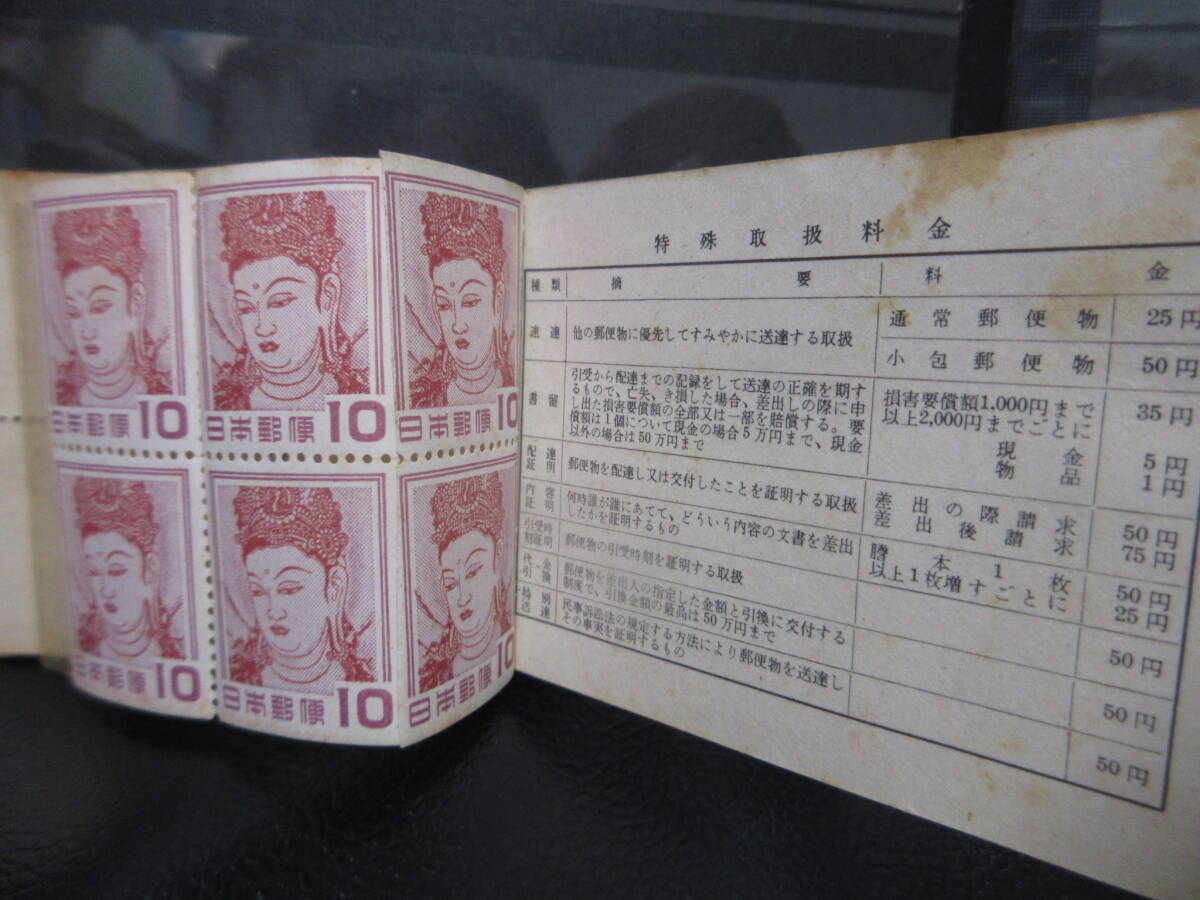 日本郵便 10
日本郵便 10
日本郵便 10
日本郵便 10
日本郵便 10
日本郵便 10
特殊取扱料金
種類 摘要 料金
速達 他の郵便物に優先してすみやかに送達する取扱 通常郵便物 25円
小包郵便物 50円
書留 引受から配達までの記録をして送達の正確を期す
るもので、亡失、き損した場合、差出しの際に申
し出た損害要償額の全部又は一部を賠償する。要
償額は1個について現金の場合5万円まで、現金
以外の場合は50万円まで
損害要償額1,000円まで 35円
以上2,000円までごとに
現金 5円
物品 1円
配達
証明 郵便物を配達し又は交付したことを証明する取扱
差出の際請求 50円
差出後請求 75円
内容
証明 何時誰が誰にあてて、どういう内容の文書を差出
したかを証明するもの
謄本1枚 50円
以上1枚増すごとに 25円
引受時
刻証明 郵便物の引受時刻を証明する取扱 50円
代金
引換 郵便物を差出人の指定した金額と引換に交付する
制度で、引換金額の最高は50万円まで 50円
特別
送達 民事訴訟法の規定する方法により郵便物を送達し
その事実を証明するもの 50円